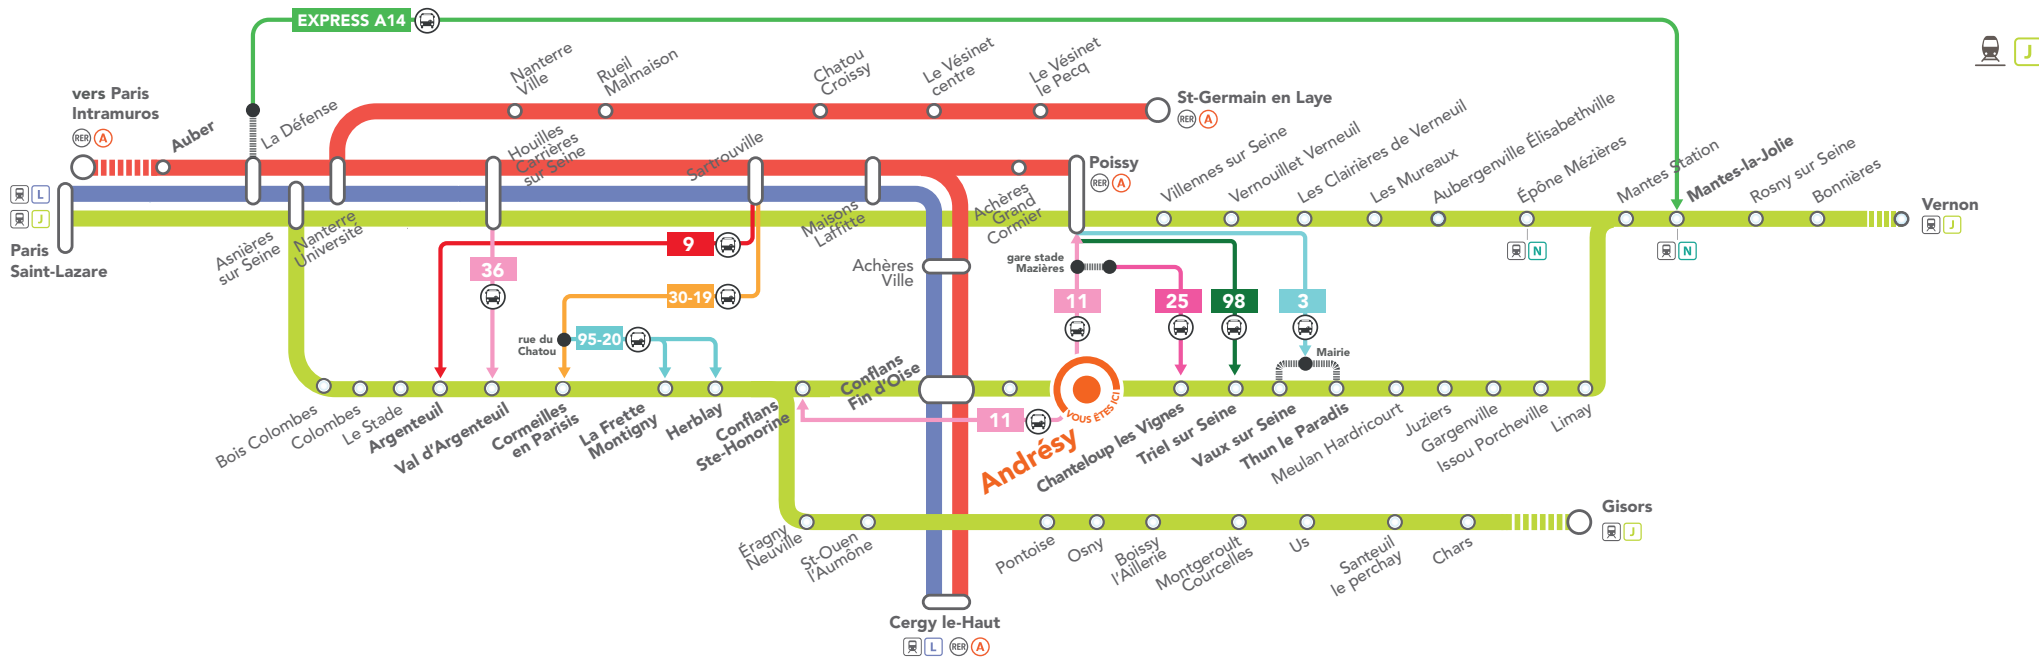 EXPRESS A14
J
vers Paris
Intramuros
RER A
Auber
La Défense
Nanterre
Ville
Rueil
Malmaison
Chatou
Croissy
Le Vésinet
centre
Le Vésinet
le Pecq
St-Germain en Laye
RER A
L
J
Paris
Saint-Lazare
Asnières
sur Seine
Nanterre
Université
Houilles
Carrières
sur Seine
Sartrouville
Maisons
Laffitte
Achères
Grand
Cormier
Poissy
RER A
Villennes sur Seine
Vernouillet Verneuil
Les Clairières de Verneuil
Les Mureaux
Aubergenville Élisabethville
Épône Mézières
N
Mantes Station
Mantes-la-Jolie
N
Rosny sur Seine
Bonnières
Vernon
J
9
36
30-19
rue du
Chatou
95-20
Achères
Ville
gare stade
Mazières
11
25
98
3
Mairie
Bois Colombes
Colombes
Le Stade
Argenteuil
Val d'Argenteuil
Cormeilles
en Parisis
La Frette
Montigny
Herblay
Conflans
Ste-Honorine
Conflans
Fin d'Oise
11
VOUS ÊTES ICI
Andrésy
Chanteloup les Vignes
Triel sur Seine
Vaux sur Seine
Thun le Paradis
Meulan Hardricourt
Juziers
Gargenville
Issou Porcheville
Limay
Éragny
Neuville
St-Ouen
l'Aumône
Pontoise
Osny
Boissy
l'Aillerie
Montgeroult
Courcelles
Us
Santeuil
le perchay
Chars
Gisors
J
Cergy le-Haut
L RER A